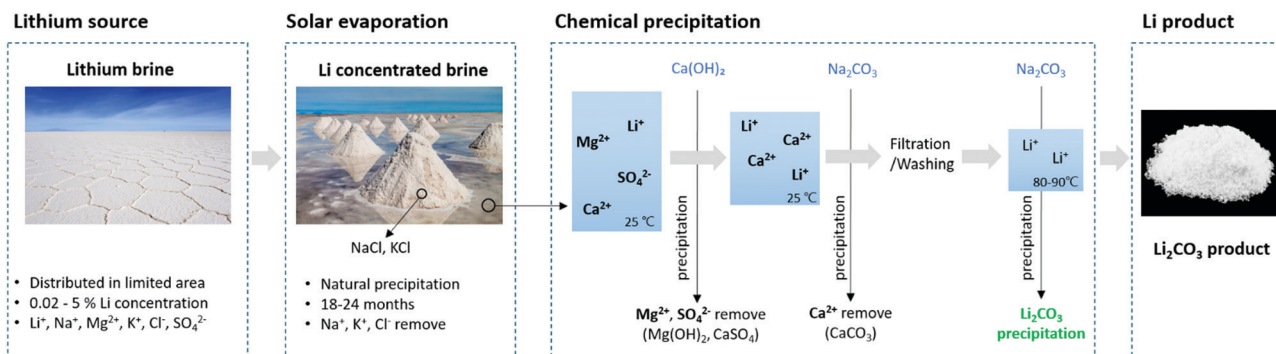 Lithium source
Lithium brine
• Distributed in limited area
• 0.02 - 5 % Li concentration
• Li⁺, Na⁺, Mg²⁺, K⁺, Cl⁻, SO₄²⁻
Solar evaporation
Li concentrated brine
NaCl, KCl
• Natural precipitation
• 18-24 months
• Na⁺, K⁺, Cl⁻ remove
Chemical precipitation
Ca(OH)₂
Na₂CO₃
Na₂CO₃
Li⁺
Mg²⁺
SO₄²⁻
Ca²⁺
25 ℃
precipitation
Mg²⁺, SO₄²⁻ remove
(Mg(OH)₂, CaSO₄)
Li⁺
Ca²⁺
Ca²⁺
Li⁺
25 ℃
precipitation
Ca²⁺ remove
(CaCO₃)
Filtration
/Washing
Li⁺
Li⁺
80-90℃
precipitation
Li₂CO₃
precipitation
Li product
Li₂CO₃ product